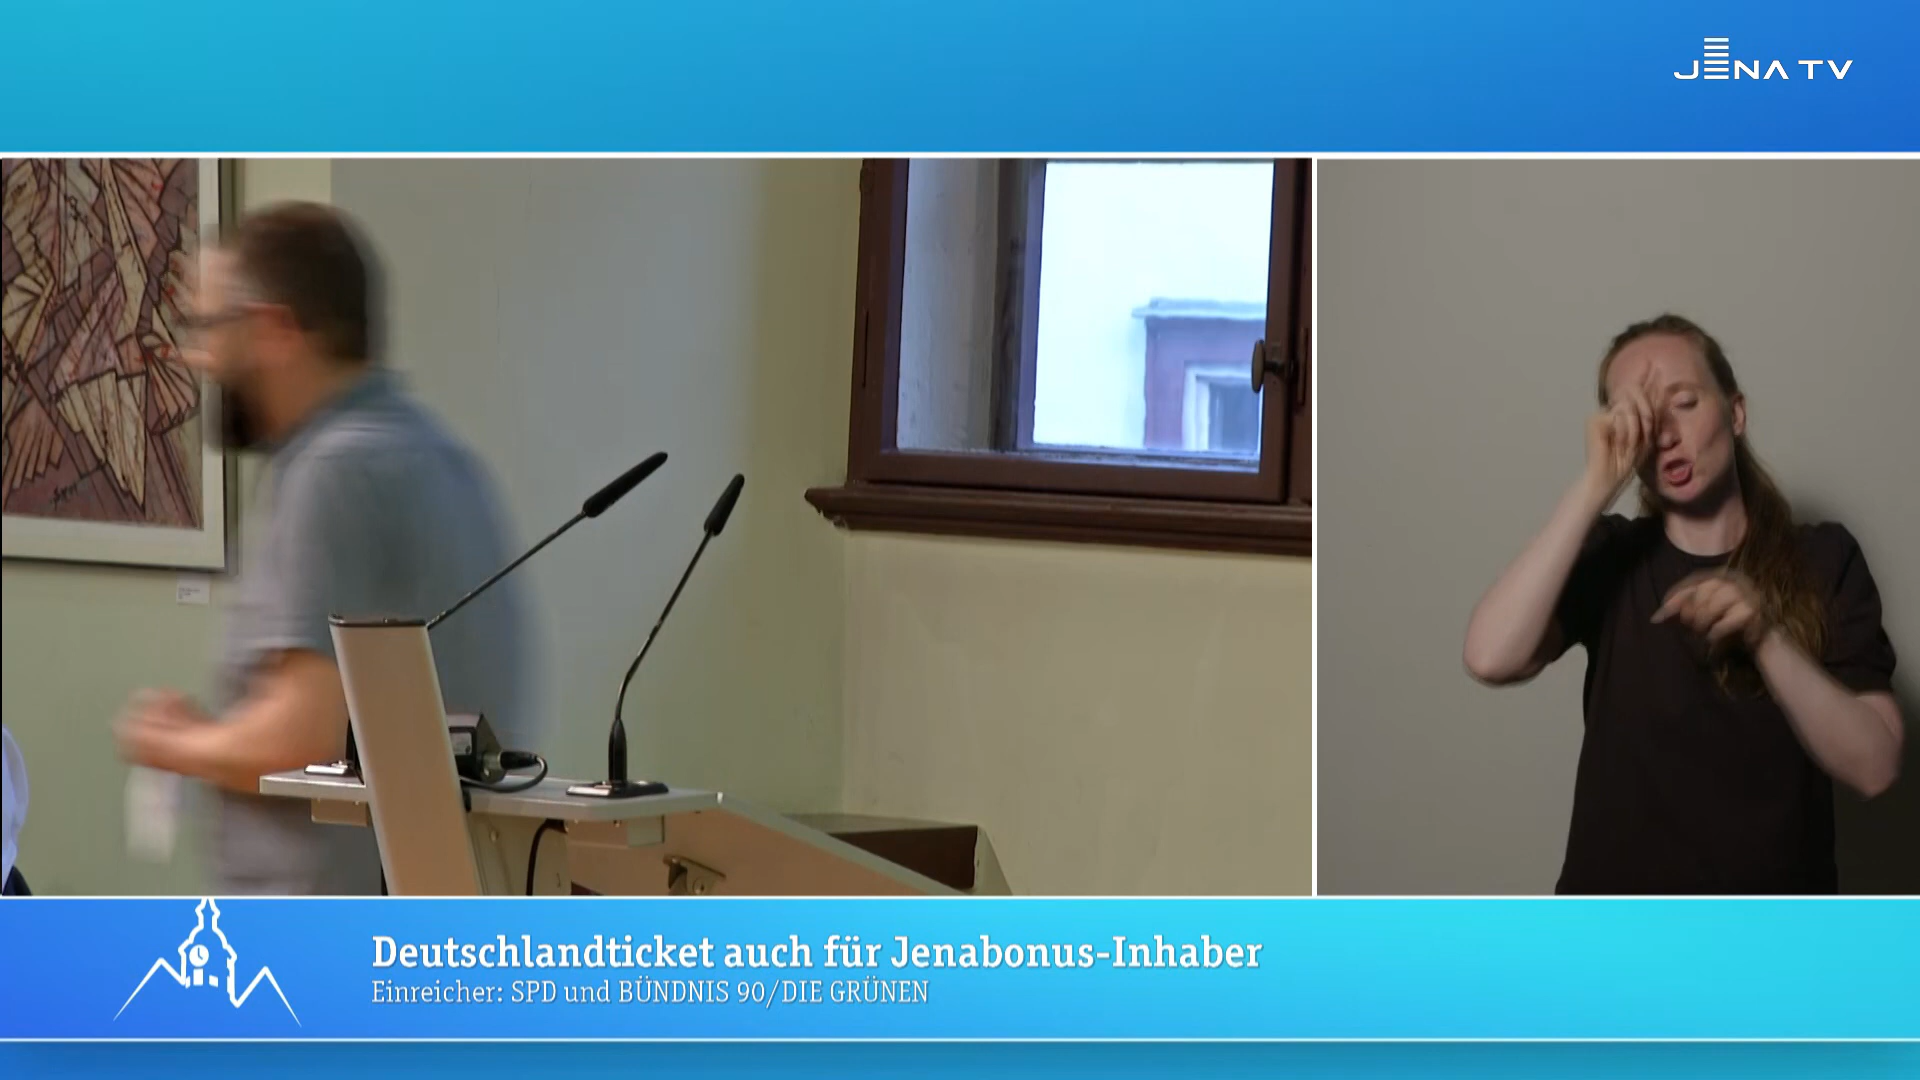 JENA TV
Deutschlandticket auch für Jenabonus-Inhaber
Einreicher: SPD und BÜNDNIS 90/DIE GRÜNEN